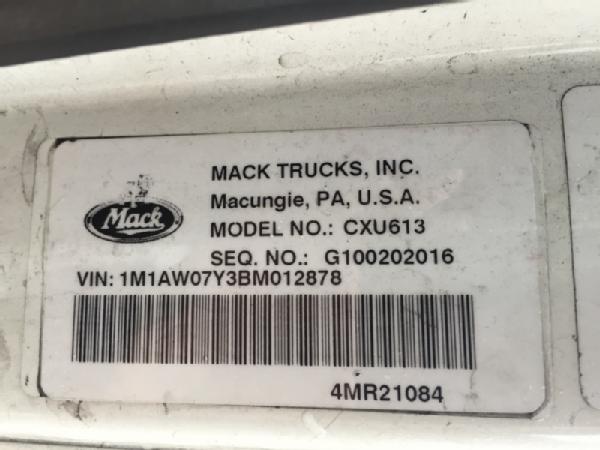 Mack
MACK TRUCKS, INC.
Macungie, PA, U.S.A.
MODEL NO.: CXU613
SEQ. NO.: G100202016
VIN: 1M1AW07Y3BM012878
4MR21084